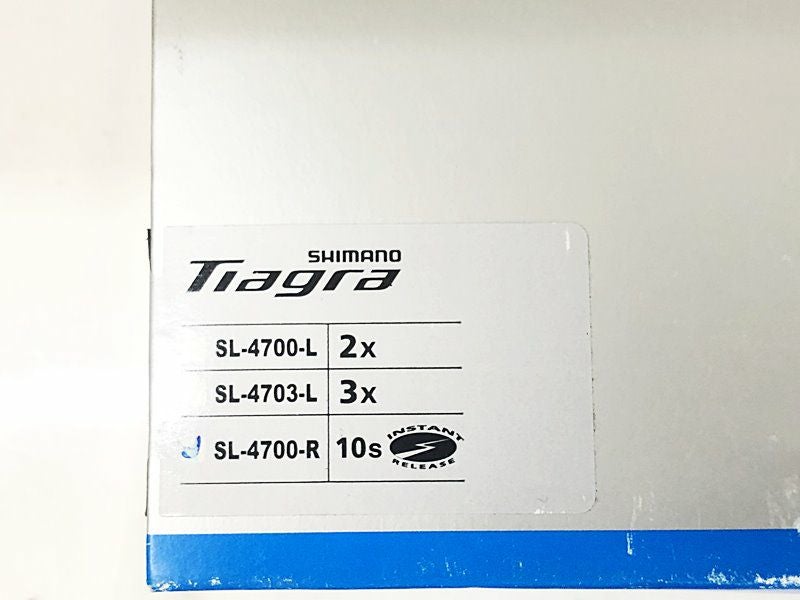 SHIMANO
Tiagra
SL-4700-L 2x
SL-4703-L 3x
SL-4700-R 10s INSTANT RELEASE